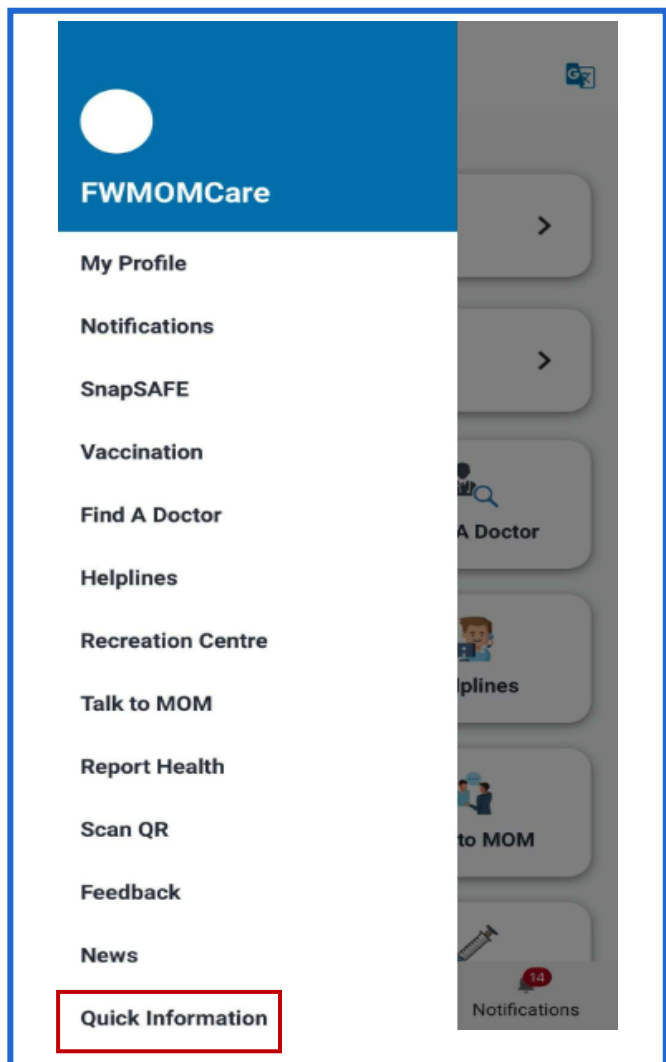 FWMOMCare
My Profile
Notifications
SnapSAFE
Vaccination
Find A Doctor
Helplines
Recreation Centre
Talk to MOM
Report Health
Scan QR
Feedback
News
Quick Information
A Doctor
lplines
to MOM
14
Notifications